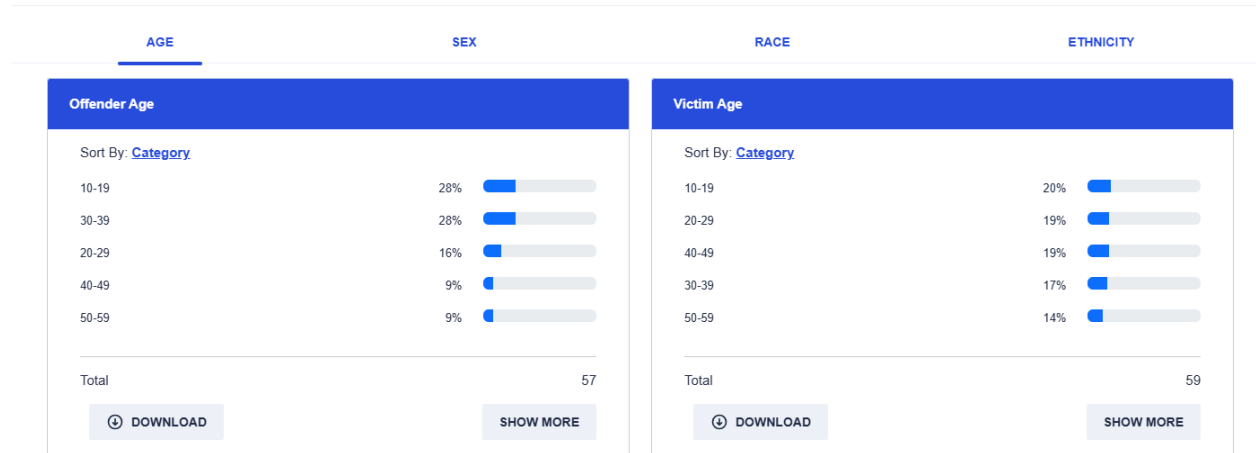 AGE SEX RACE ETHNICITY
Offender Age
Sort By: Category
10-19 28%
30-39 28%
20-29 16%
40-49 9%
50-59 9%
Total 57
DOWNLOAD SHOW MORE
Victim Age
Sort By: Category
10-19 20%
20-29 19%
40-49 19%
30-39 17%
50-59 14%
Total 59
DOWNLOAD SHOW MORE